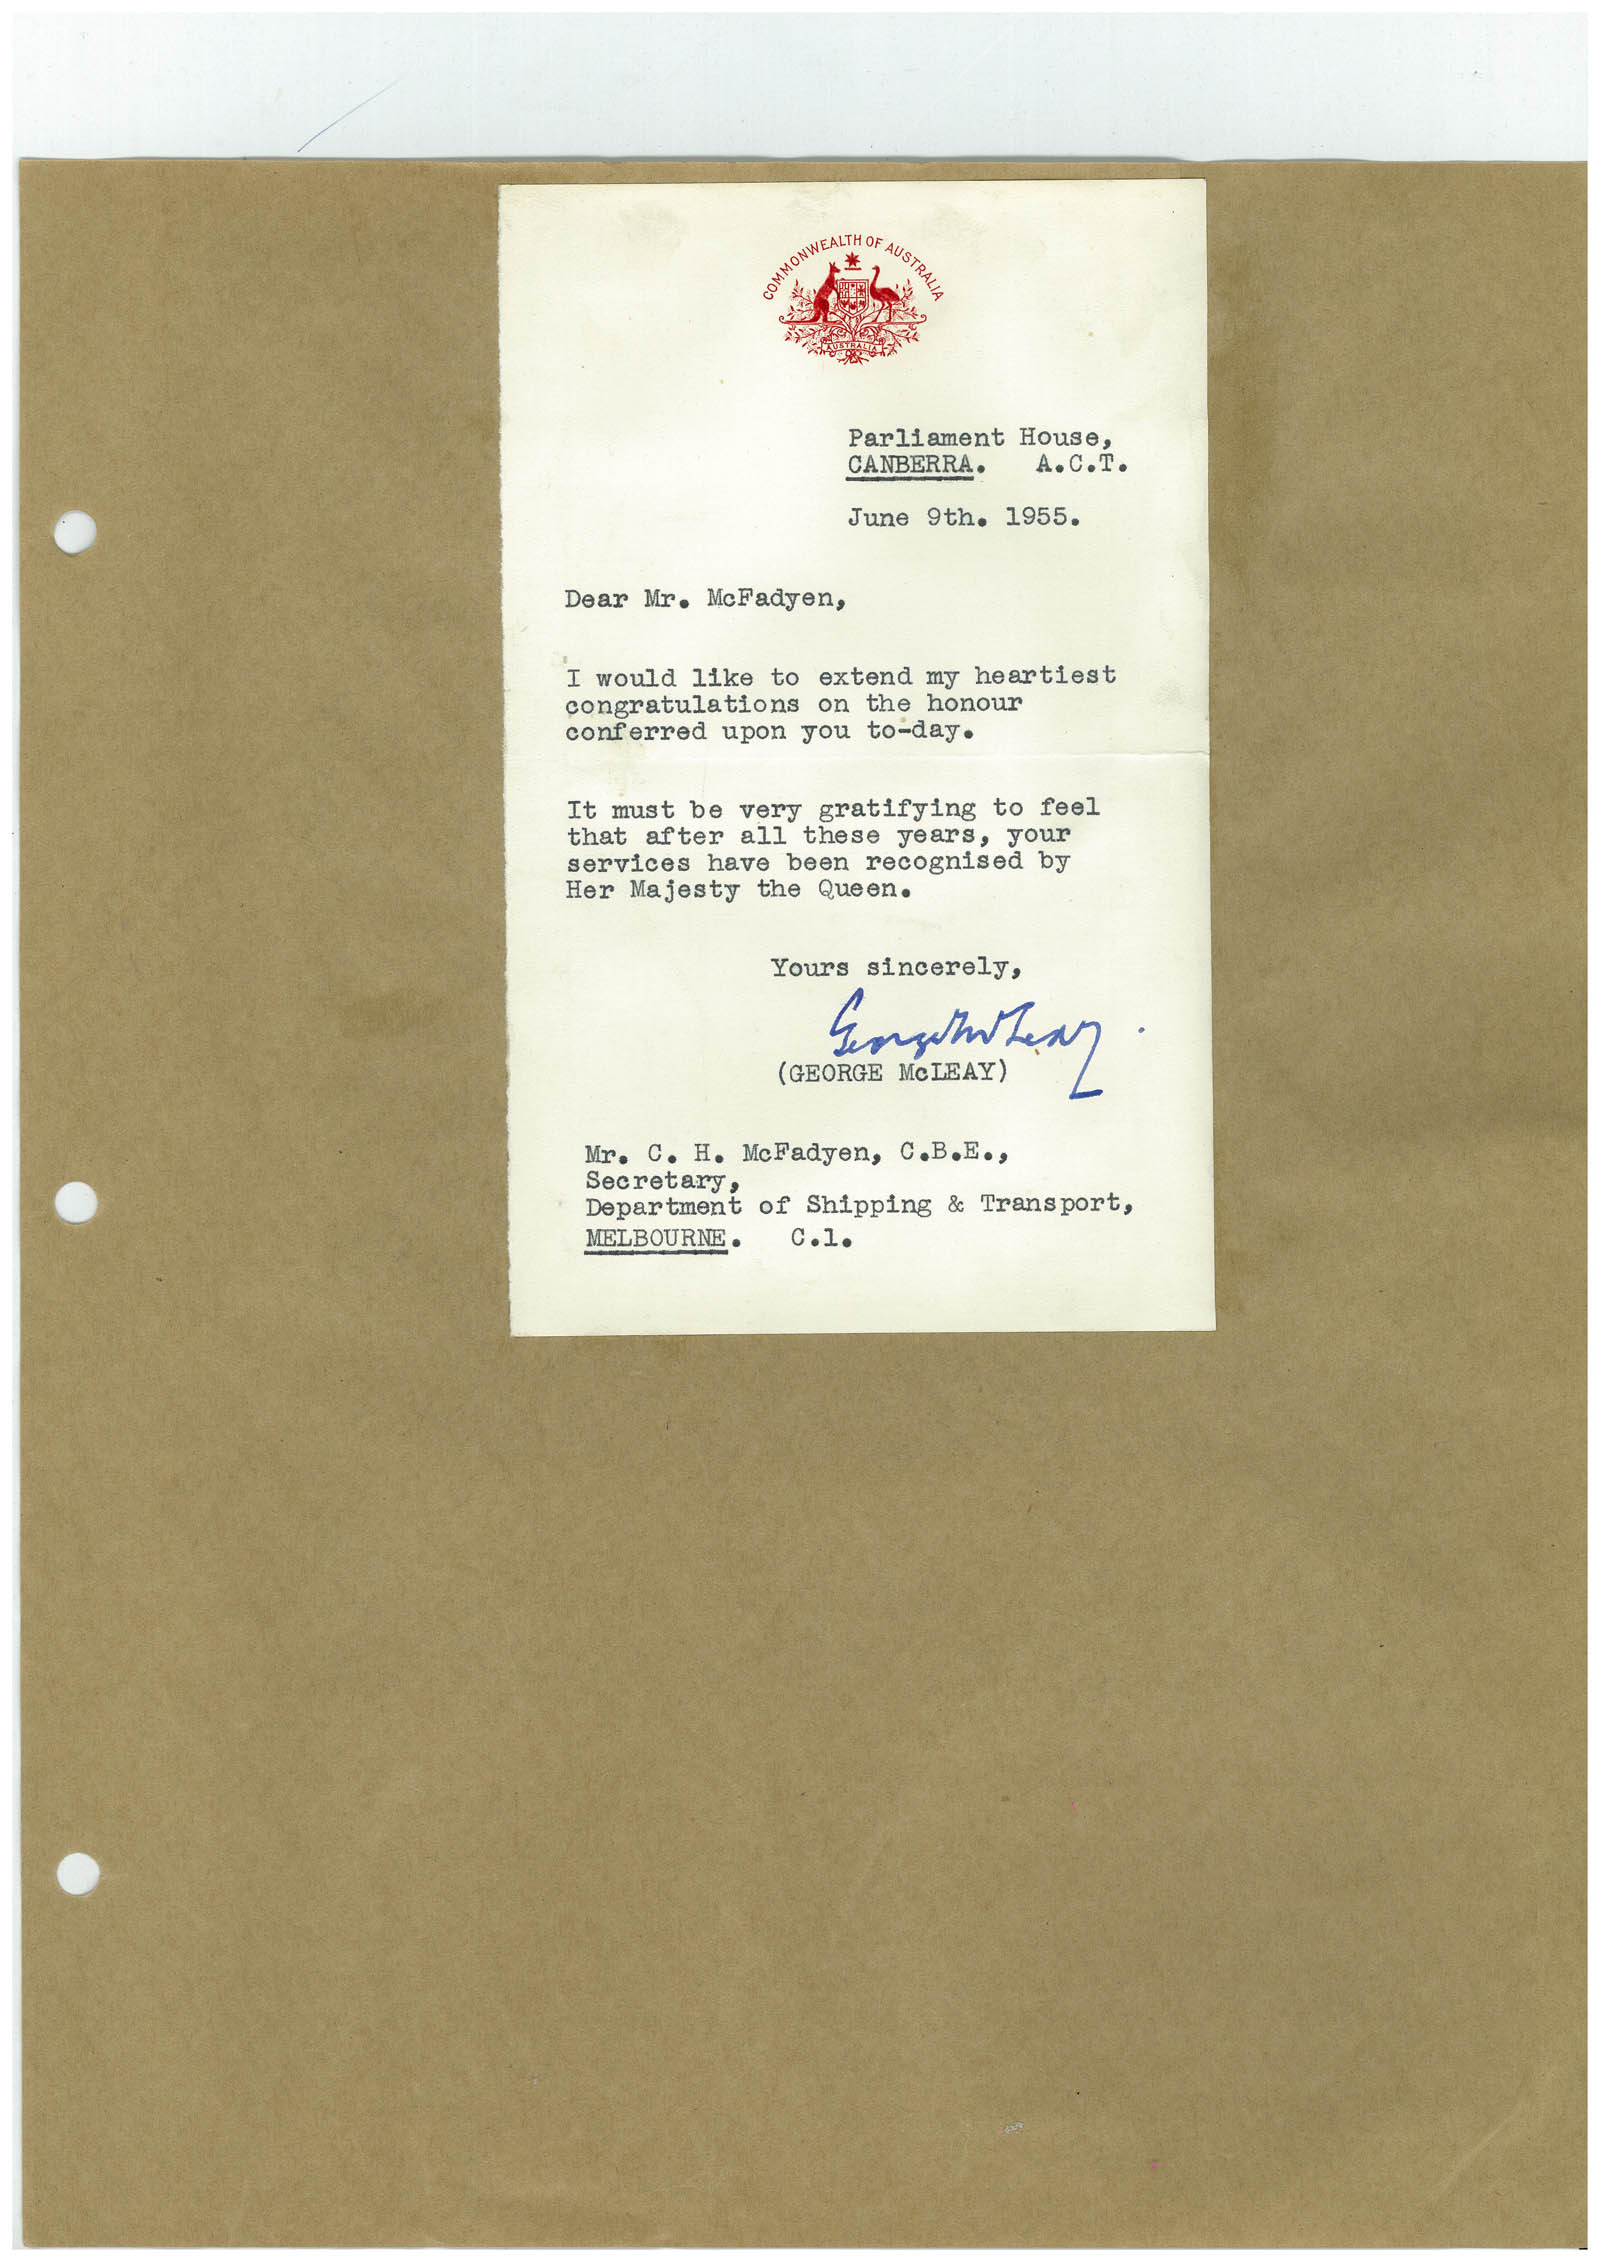 COMMONWEALTH OF AUSTRALIA
AUSTRALIA
Parliament House,
CANBERRA. A.C.T.
June 9th. 1955.
Dear Mr. McFadyen,
I would like to extend my heartiest
congratulations on the honour
conferred upon you to-day.
It must be very gratifying to feel
that after all these years, your
services have been recognised by
Her Majesty the Queen.
Yours sincerely,
George McLeay
(GEORGE McLEAY)
Mr. C. H. McFadyen, C.B.E.,
Secretary,
Department of Shipping & Transport,
MELBOURNE. C.1.